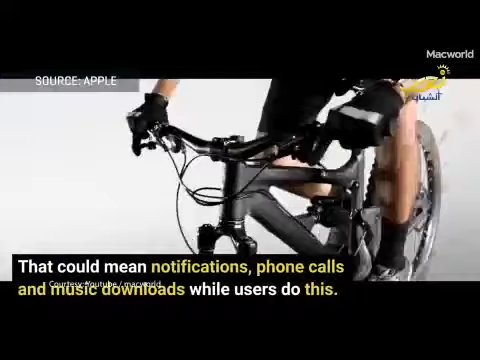 Macworld
SOURCE: APPLE
That could mean notifications, phone calls
and music downloads while users do this.
Courtesy: Youtube / macworld